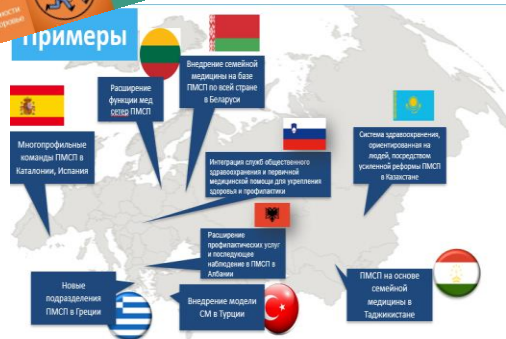 ности
здоровье
Примеры
Внедрение семейной
медицины на базе
ПМСП по всей стране
в Беларуси
Расширение
функции мед
сетер ПМСП
Многопрофильные
команды ПМСП в
Каталонии, Испания
Интеграция служб общественного
здравоохранения и первичной
медицинской помощи для укрепления
здоровья и профилактики
Система здравоохранения,
ориентированная на
людей, посредством
усиленной реформы ПМСП
в Казахстане
Расширение
профилактических услуг
и последующее
наблюдение в ПМСП в
Албании
Новые
подразделения
ПМСП в Греции
Внедрение модели
СМ в Турции
ПМСП на основе
семейной
медицины в
Таджикистане